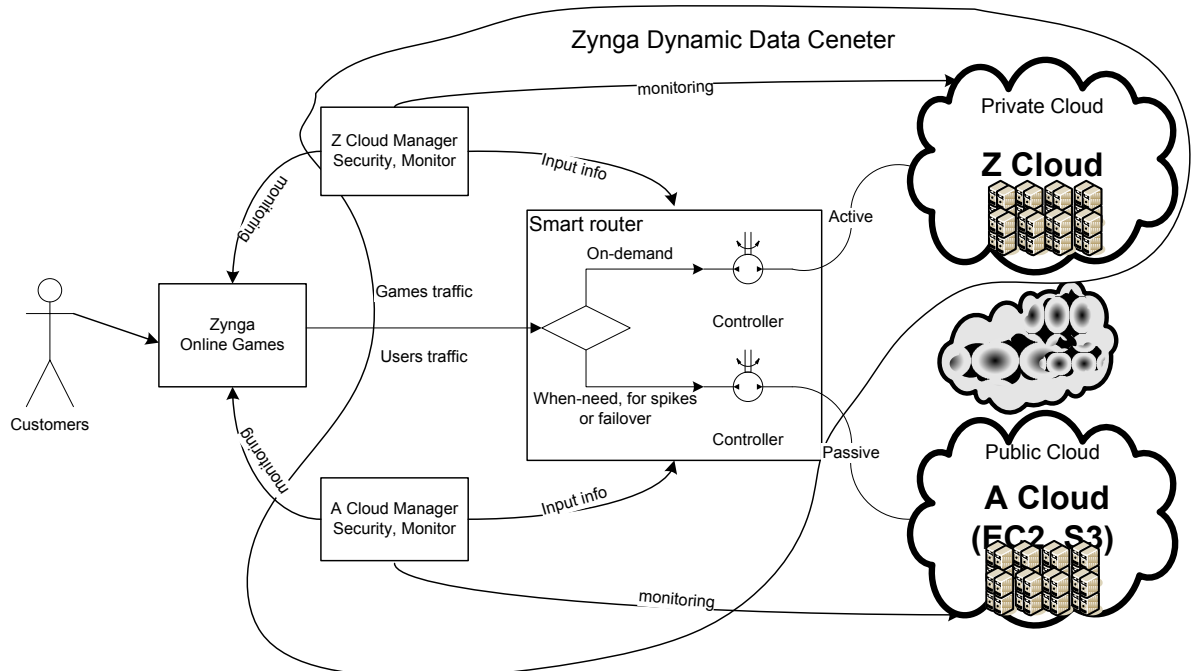 Zynga Dynamic Data Ceneter
monitoring
Private Cloud
Z Cloud
Z Cloud Manager
Security, Monitor
Input info
monitoring
Smart router
Active
On-demand
Games traffic
Controller
Zynga
Online Games
Users traffic
When-need, for spikes
or failover
Customers
Controller
Passive
monitoring
Public Cloud
A Cloud
(EC2, S3)
A Cloud Manager
Security, Monitor
Input info
monitoring